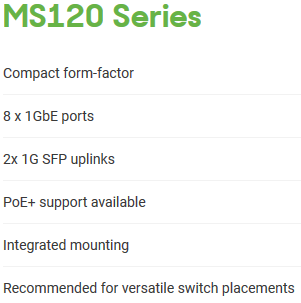 MS120 Series
Compact form-factor
8 x 1GbE ports
2x 1G SFP uplinks
PoE+ support available
Integrated mounting
Recommended for versatile switch placements